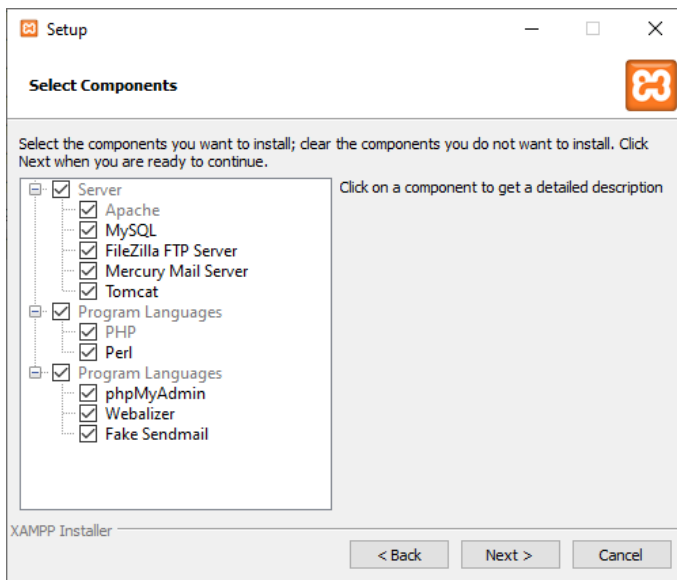 Setup
Select Components
Select the components you want to install; clear the components you do not want to install. Click
Next when you are ready to continue.
Server
Apache
MySQL
FileZilla FTP Server
Mercury Mail Server
Tomcat
Program Languages
PHP
Perl
Program Languages
phpMyAdmin
Webalizer
Fake Sendmail
Click on a component to get a detailed description
XAMPP Installer
< Back
Next >
Cancel